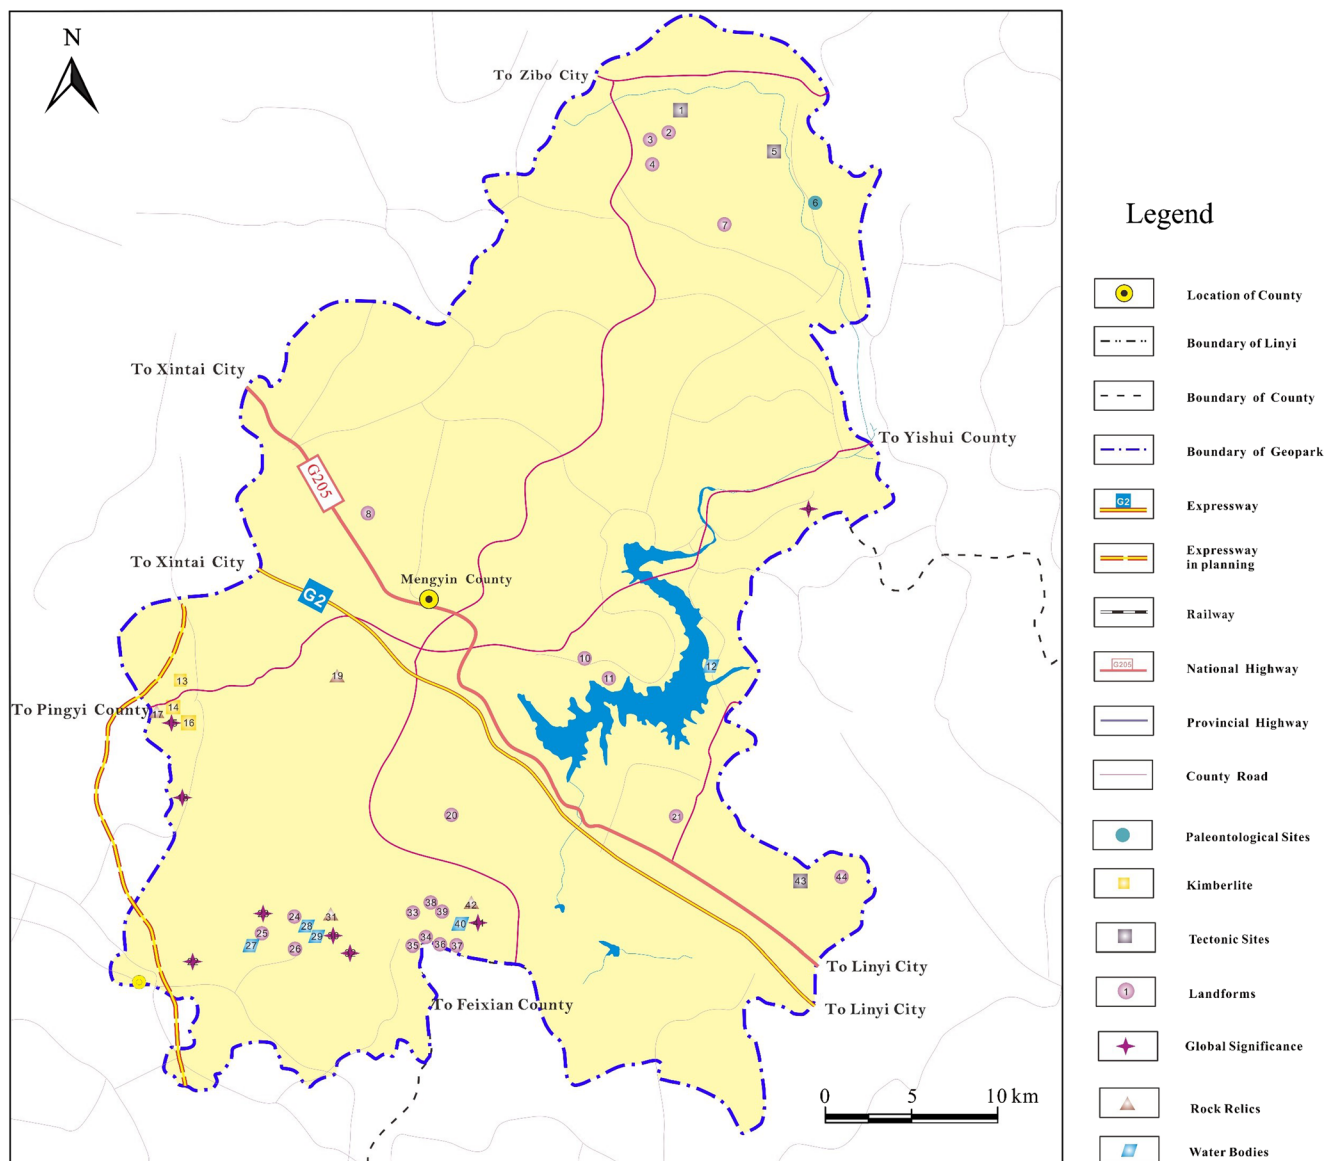 N
To Zibo City
1
2
3
4
5
6
7
To Xintai City
G205
To Yishui County
8
To Xintai City
G2
Mengyin County
10
11
12
13
19
To Pingyi County
14
17
16
20
21
43
44
24
25
26
27
28
29
31
33
34
35
36
37
38
39
40
42
To Linyi City
To Linyi City
To Feixian County
0 5 10 km
Legend
Location of County
Boundary of Linyi
Boundary of County
Boundary of Geopark
G2
Expressway
Expressway
in planning
Railway
G205
National Highway
Provincial Highway
County Road
Paleontological Sites
Kimberlite
Tectonic Sites
1
Landforms
Global Significance
Rock Relics
Water Bodies